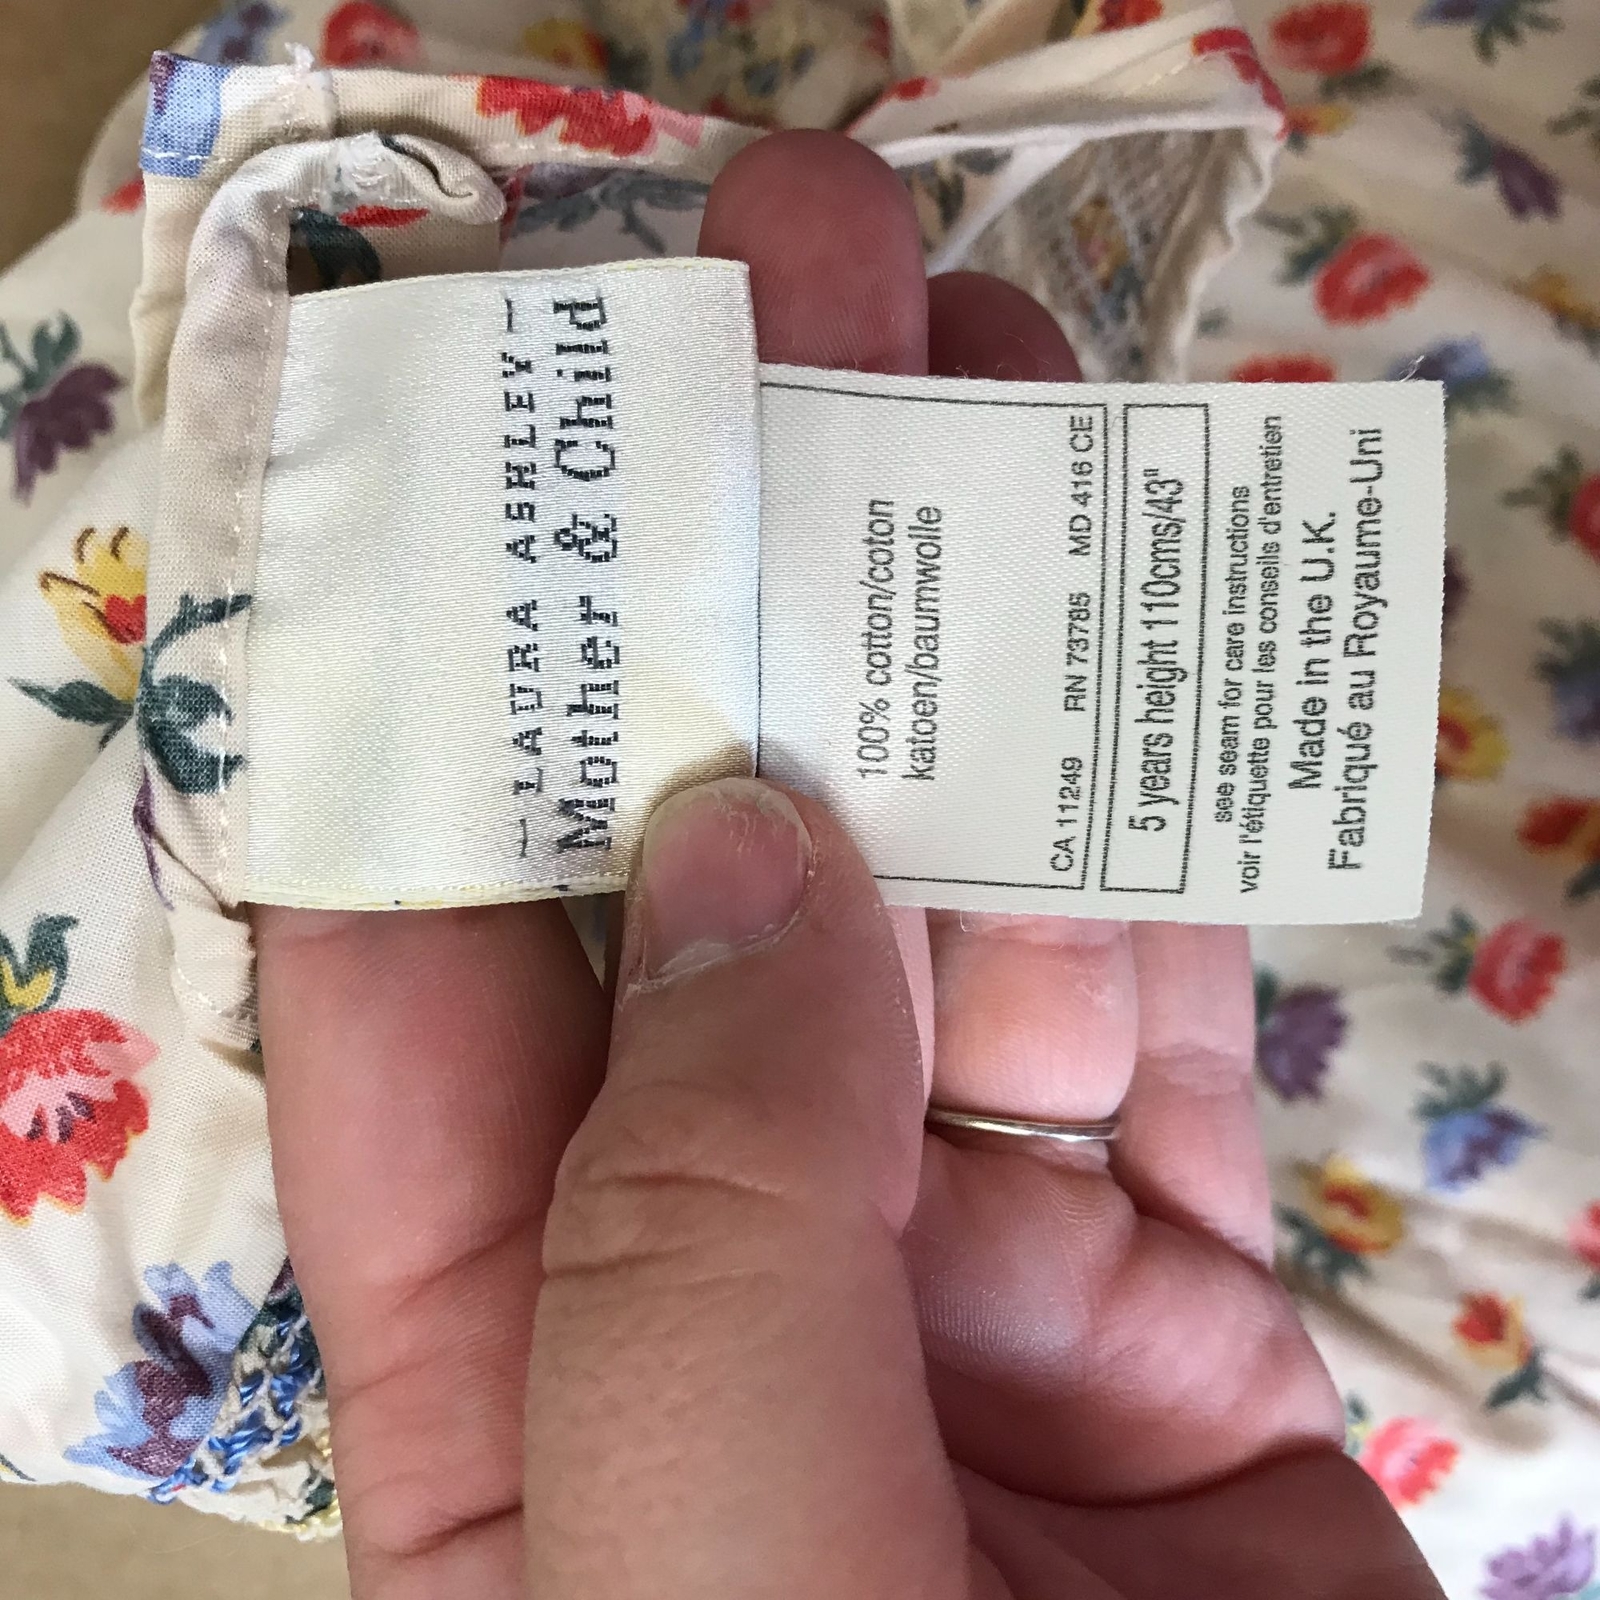 — LAURA ASHLEY —
Mother & Child
100% cotton/coton
katoen/baumwolle
CA 11249 RN 73785 MD 416 CE
5 years height 110cms/43"
see seam for care instructions
voir l'étiquette pour les conseils d'entretien
Made in the U.K.
Fabriqué au Royaume-Uni